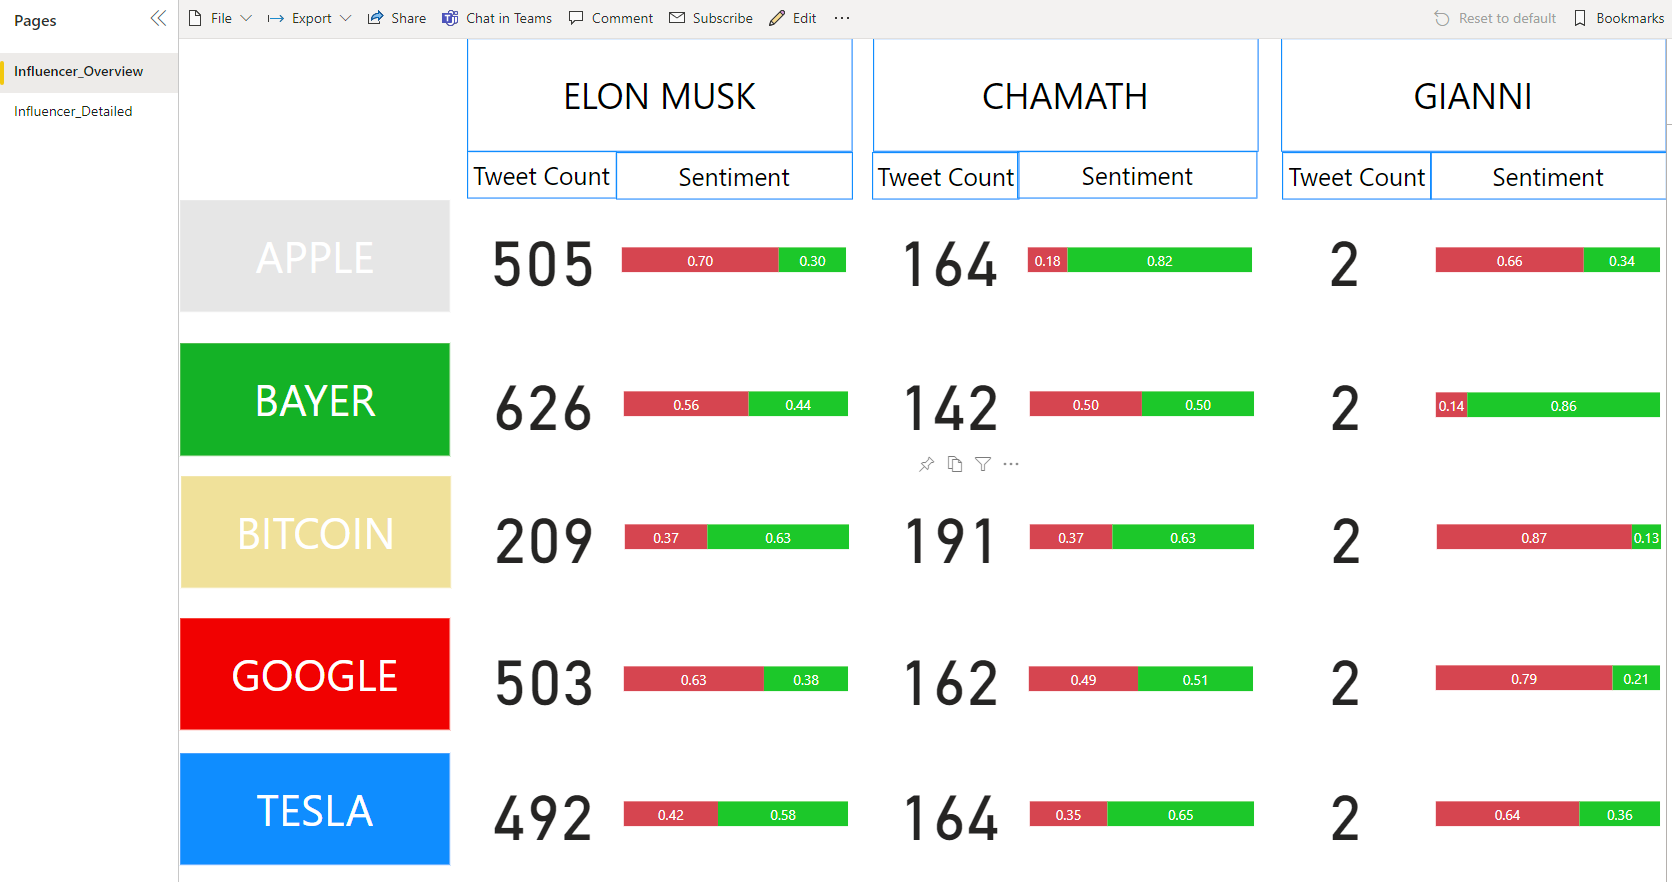 Pages
File Export Share Chat in Teams Comment Subscribe Edit ··· Reset to default Bookmarks
Influencer_Overview
Influencer_Detailed
ELON MUSK CHAMATH GIANNI
Tweet Count Sentiment Tweet Count Sentiment Tweet Count Sentiment
APPLE 505 0.70 0.30 164 0.18 0.82 2 0.66 0.34
BAYER 626 0.56 0.44 142 0.50 0.50 2 0.14 0.86
BITCOIN 209 0.37 0.63 191 0.37 0.63 2 0.87 0.13
GOOGLE 503 0.63 0.38 162 0.49 0.51 2 0.79 0.21
TESLA 492 0.42 0.58 164 0.35 0.65 2 0.64 0.36